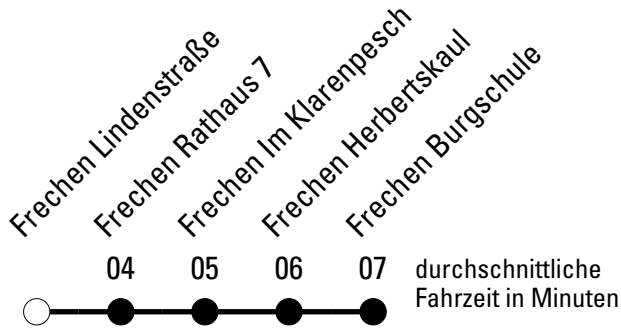 Frechen Lindenstraße
Frechen Rathaus 7
Frechen Im Klarenpesch
Frechen Herbertskaul
Frechen Burgschule
04 05 06 07
durchschnittliche
Fahrzeit in Minuten